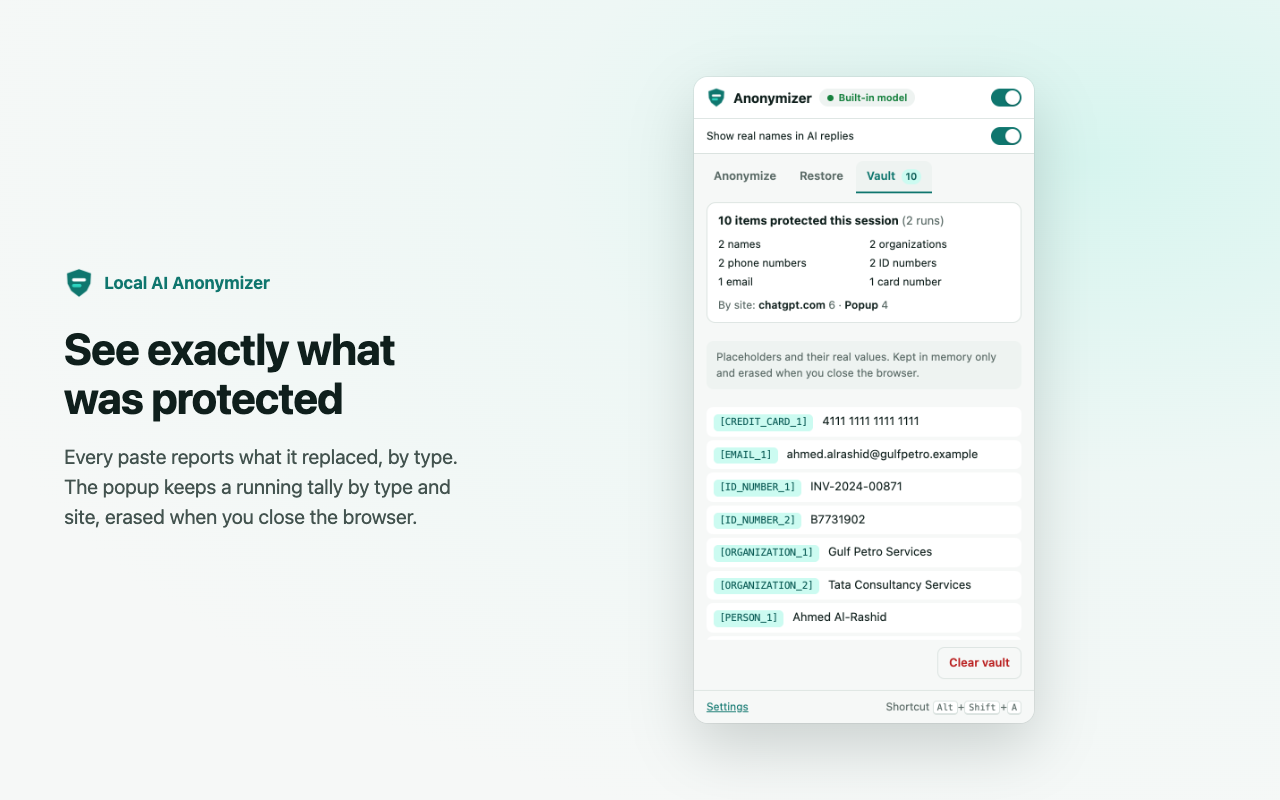 Local AI Anonymizer
See exactly what
was protected
Every paste reports what it replaced, by type.
The popup keeps a running tally by type and
site, erased when you close the browser.
Anonymizer Built-in model
Show real names in AI replies
Anonymize Restore Vault 10
10 items protected this session (2 runs)
2 names 2 organizations
2 phone numbers 2 ID numbers
1 email 1 card number
By site: chatgpt.com 6 · Popup 4
Placeholders and their real values. Kept in memory only
and erased when you close the browser.
[CREDIT_CARD_1] 4111 1111 1111 1111
[EMAIL_1] ahmed.alrashid@gulfpetro.example
[ID_NUMBER_1] INV-2024-00871
[ID_NUMBER_2] B7731902
[ORGANIZATION_1] Gulf Petro Services
[ORGANIZATION_2] Tata Consultancy Services
[PERSON_1] Ahmed Al-Rashid
Clear vault
Settings Shortcut Alt+Shift+A